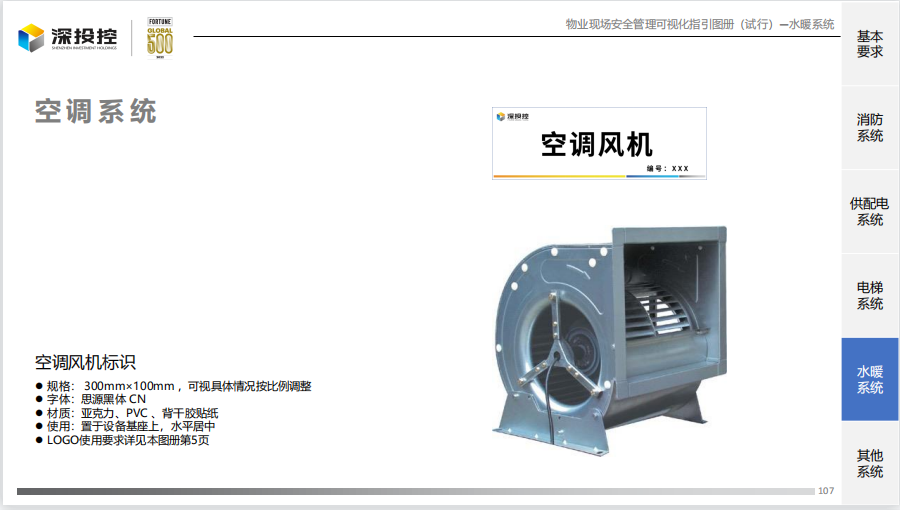 深投控
SHENZHEN INVESTMENT HOLDINGS
FORTUNE
GLOBAL
500
物业现场安全管理可视化指引图册（试行）—水暖系统
空调系统
深投控
空调风机
编号：XXX
空调风机标识
● 规格： 300mm×100mm ，可视具体情况按比例调整
● 字体：思源黑体 CN
● 材质：亚克力、PVC 、背干胶贴纸
● 使用：置于设备基座上，水平居中
● LOGO使用要求详见本图册第5页
基本
要求
消防
系统
供配电
系统
电梯
系统
水暖
系统
其他
系统
107